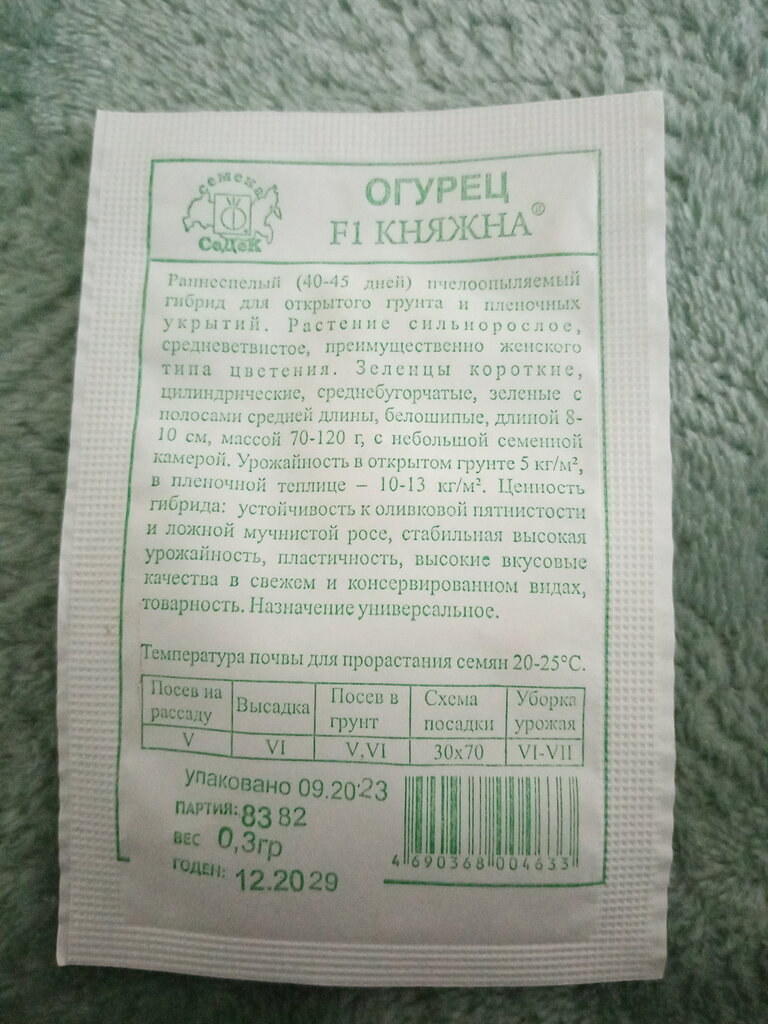 семена
СеДеК
ОГУРЕЦ
F1 КНЯЖНА®
Раннеспелый (40-45 дней) пчелоопыляемый
гибрид для открытого грунта и пленочных
укрытий. Растение сильнорослое,
средневетвистое, преимущественно женского
типа цветения. Зеленцы короткие,
цилиндрические, среднебугорчатые, зеленые с
полосами средней длины, белошипые, длиной 8-
10 см, массой 70-120 г, с небольшой семенной
камерой. Урожайность в открытом грунте 5 кг/м²,
в пленочной теплице – 10-13 кг/м². Ценность
гибрида: устойчивость к оливковой пятнистости
и ложной мучнистой росе, стабильная высокая
урожайность, пластичность, высокие вкусовые
качества в свежем и консервированном видах,
товарность. Назначение универсальное.
Температура почвы для прорастания семян 20-25°С.
Посев на рассаду Высадка Посев в грунт Схема посадки Уборка урожая
V VI V,VI 30х70 VI-VII
упаковано 09.2023
ПАРТИЯ: 8382
ВЕС 0,3гр
ГОДЕН: 12.2029
4 690368 004633